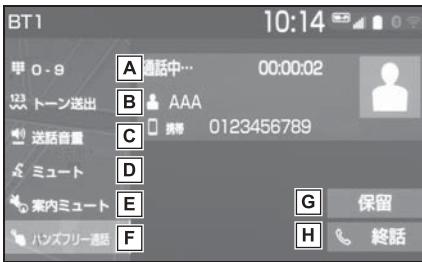 BT1 10:14
0-9 A 通話中… 00:00:02
123 トーン送出 B AAA
送話音量 C 携帯 0123456789
ミュート D
案内ミュート E G 保留
ハンズフリー通話 F H 終話